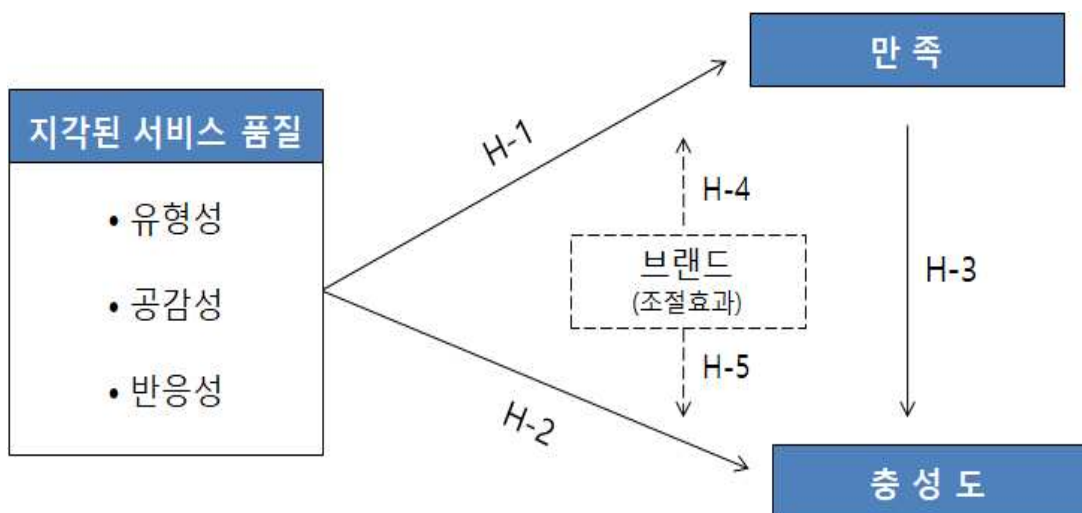 만 족
지각된 서비스 품질
• 유형성
• 공감성
• 반응성
H-1
H-4
브랜드
(조절효과)
H-3
H-5
H-2
충 성 도